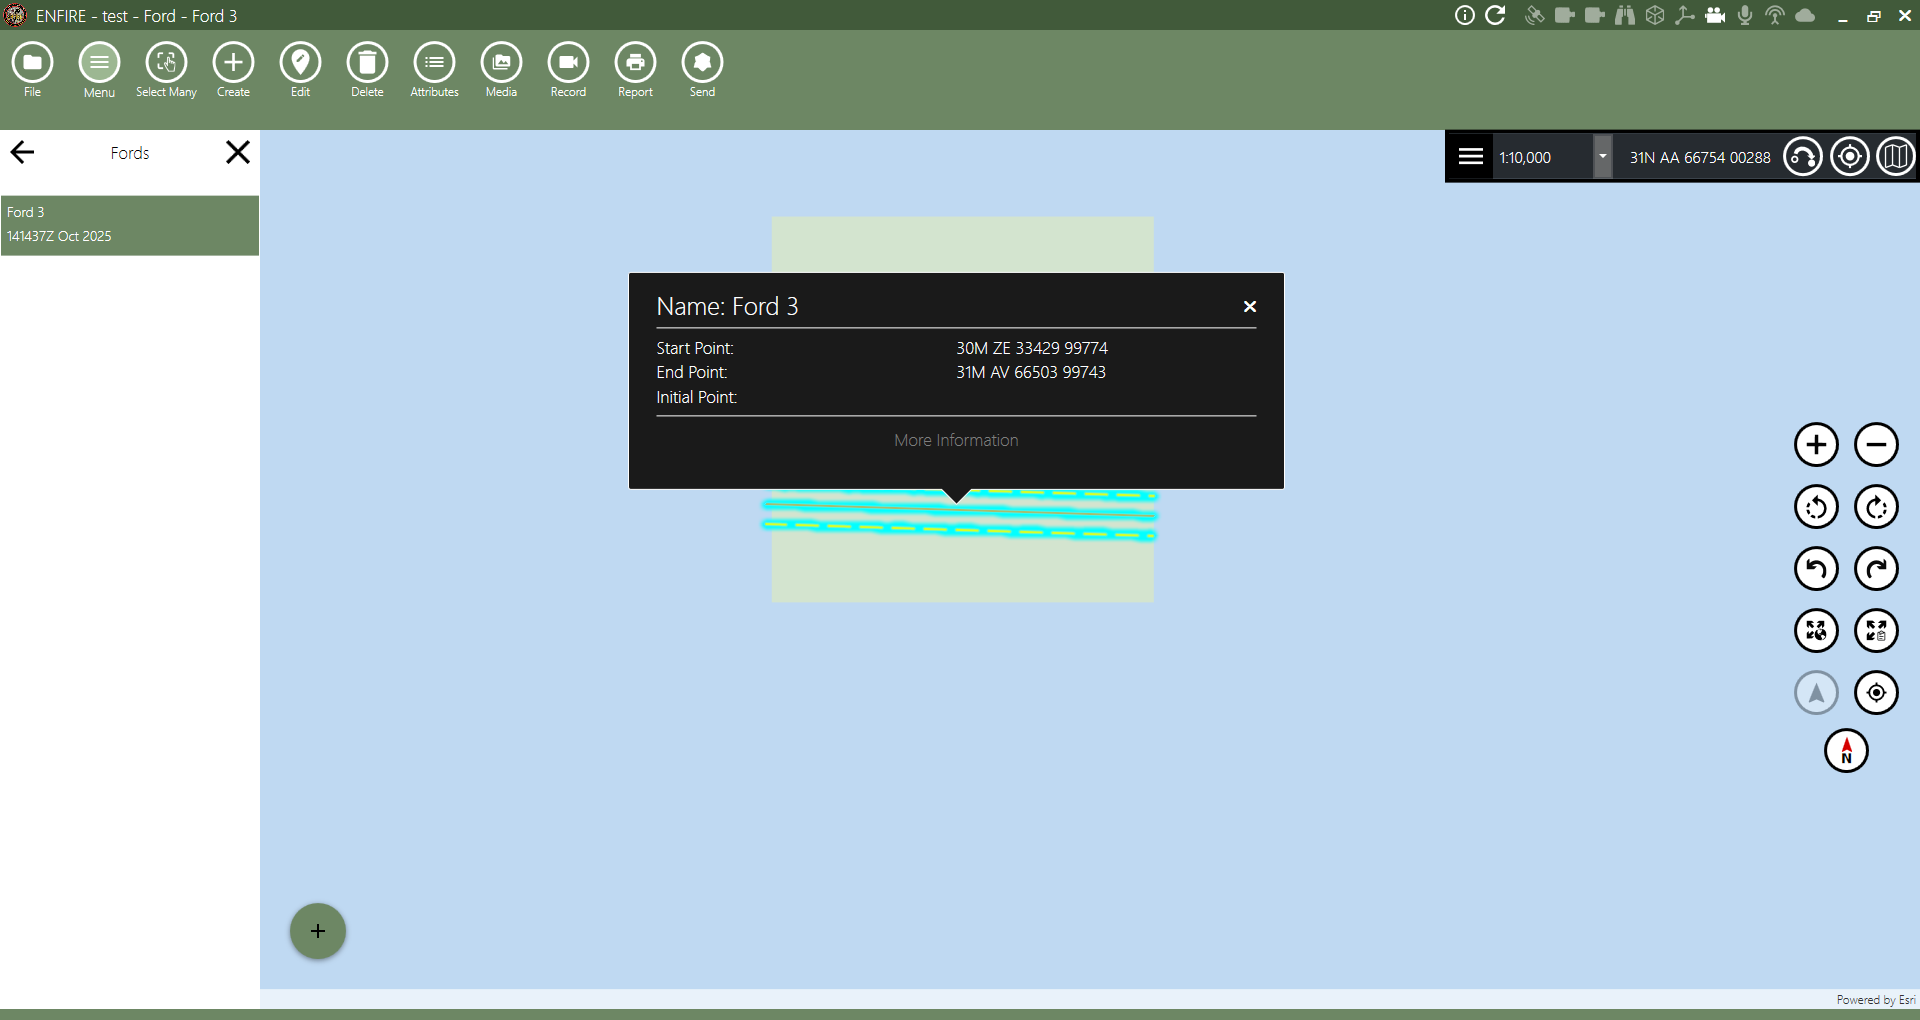 ENFIRE - test - Ford - Ford 3
File
Menu
Select Many
Create
Edit
Delete
Attributes
Media
Record
Report
Send
Fords
1:10,000
31N AA 66754 00288
Ford 3
141437Z Oct 2025
Name: Ford 3
Start Point: 30M ZE 33429 99774
End Point: 31M AV 66503 99743
Initial Point:
More Information
N
Powered by Esri